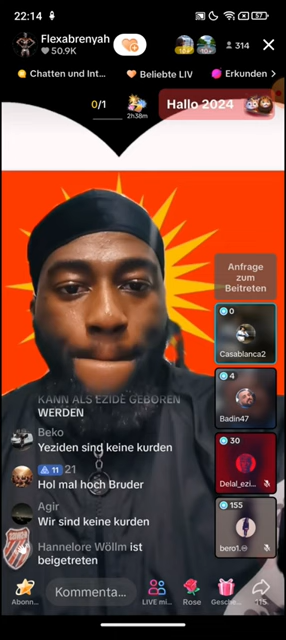 22:14
57
Flexabrenyah
50.9K
314
Chatten und Int...
Beliebte LIV
Erkunden
0/1
2h38m
Hallo 2024
Anfrage
zum
Beitreten
0
Casablanca2
4
Badin47
30
Delal_ezi...
155
bero1.
KANN ALS EZIDE GEBOREN
WERDEN
Beko
Yeziden sind keine kurden
11 21
Hol mal hoch Bruder
Agir
Wir sind keine kurden
Hannelore Wöllm ist
beigetreten
Abonn...
Kommenta...
LIVE mi...
Rose
Gesche...
115